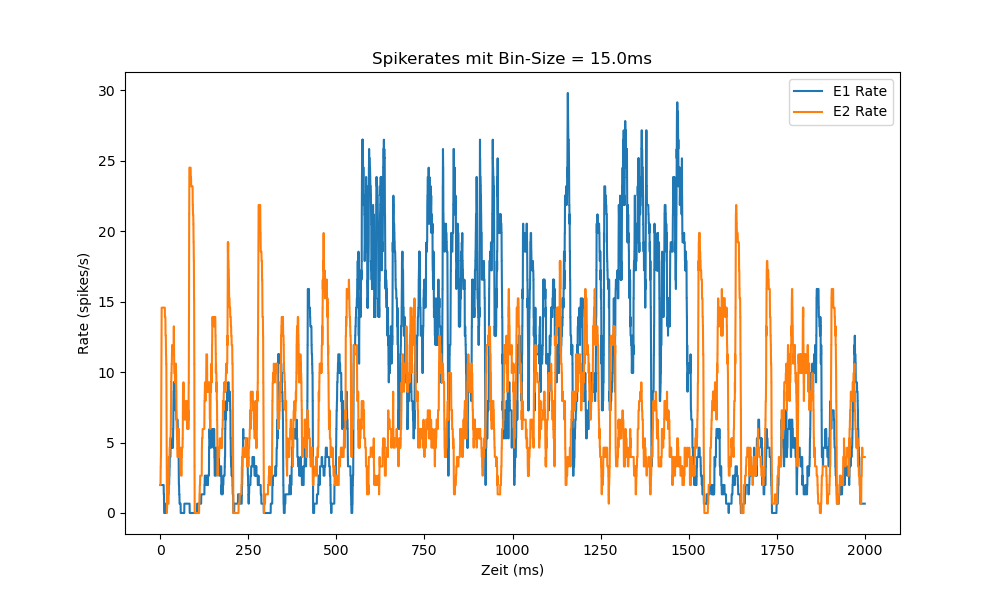 Spikerates mit Bin-Size = 15.0ms
E1 Rate
E2 Rate
Rate (spikes/s)
30
25
20
15
10
5
0
0 250 500 750 1000 1250 1500 1750 2000
Zeit (ms)